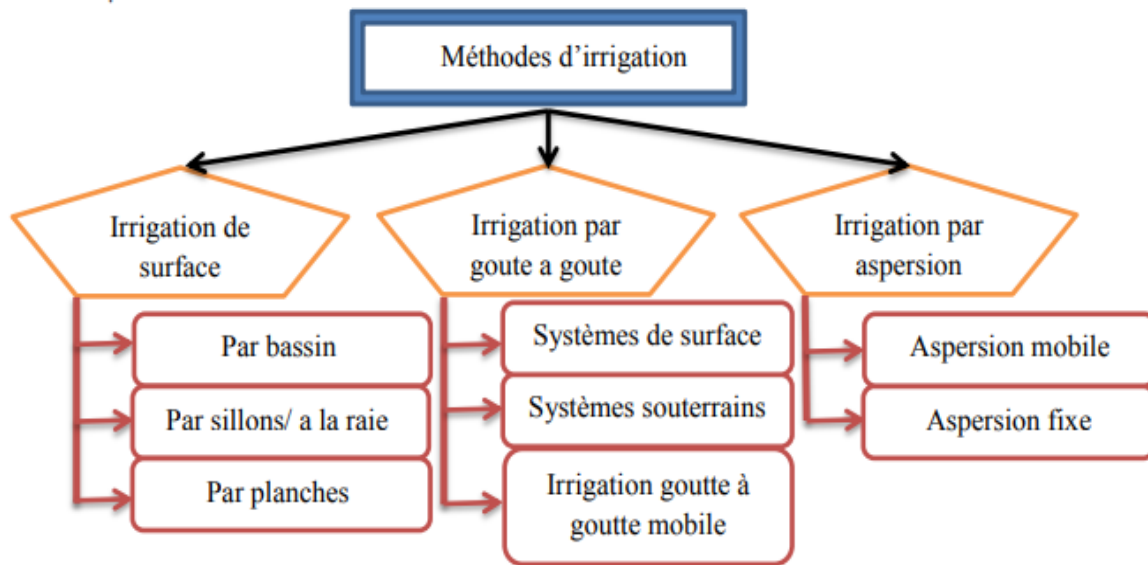 Méthodes d'irrigation
Irrigation de
surface
Irrigation par
goute a goute
Irrigation par
aspersion
Par bassin
Par sillons/ a la raie
Par planches
Systèmes de surface
Systèmes souterrains
Irrigation goutte à
goutte mobile
Aspersion mobile
Aspersion fixe